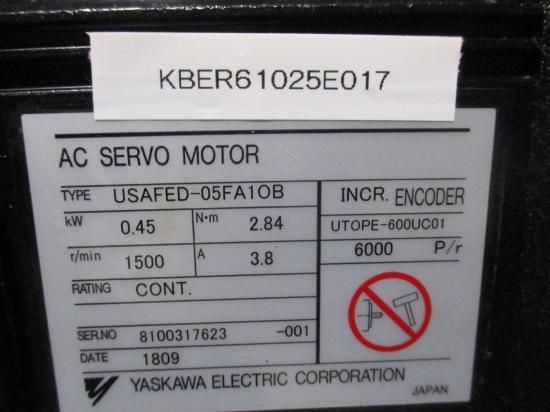 KBER61025E017
AC SERVO MOTOR
TYPE USAFED-05FA1OB INCR. ENCODER
kW 0.45 N·m 2.84 UTOPE-600UC01
r/min 1500 A 3.8 6000 P/r
RATING CONT.
SER.NO 8100317623 -001
DATE 1809
YASKAWA ELECTRIC CORPORATION
JAPAN